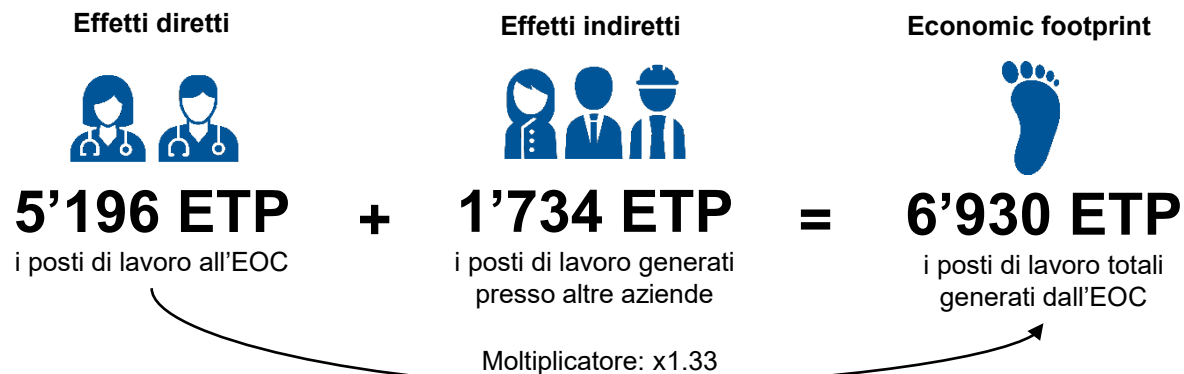 Effetti diretti
Effetti indiretti
Economic footprint
5’196 ETP
+
1’734 ETP
=
6’930 ETP
i posti di lavoro all’EOC
i posti di lavoro generati
presso altre aziende
i posti di lavoro totali
generati dall’EOC
Moltiplicatore: x1.33